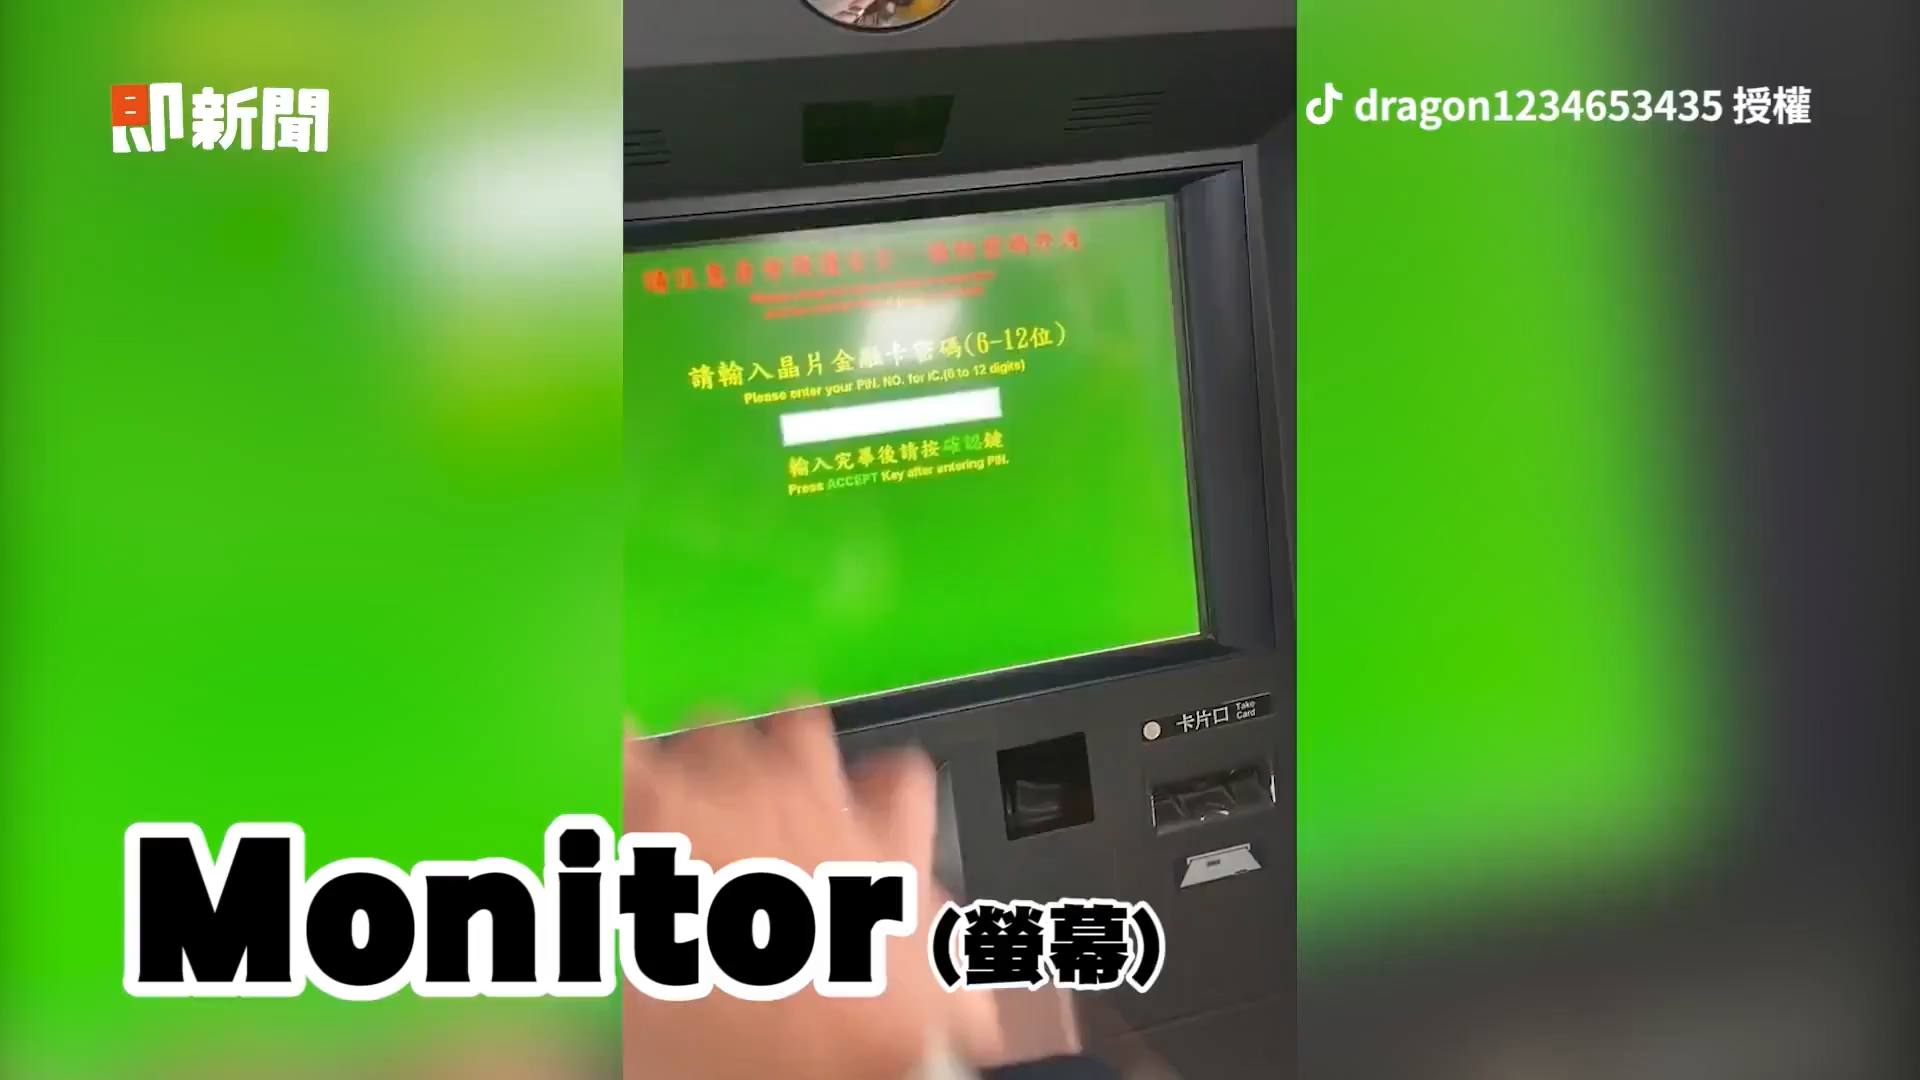 即新聞
dragon1234653435 授權
請輸入晶片金融卡密碼(6-12位)
Please enter your PIN. NO. for IC.(6 to 12 digits)
輸入完畢後請按確認鍵
Press ACCEPT Key after entering PIN.
卡片口 Take Card
Monitor (螢幕)